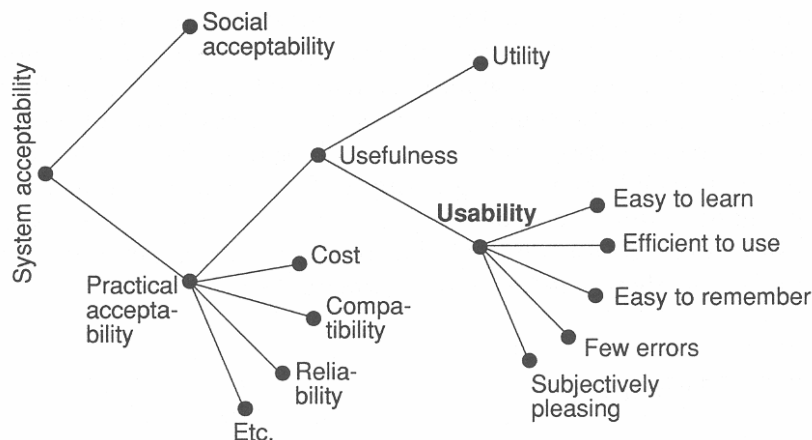 Social
acceptability
System acceptability
Utility
Usefulness
Usability
Easy to learn
Efficient to use
Easy to remember
Few errors
Subjectively
pleasing
Practical
accepta-
bility
Cost
Compa-
tibility
Relia-
bility
Etc.